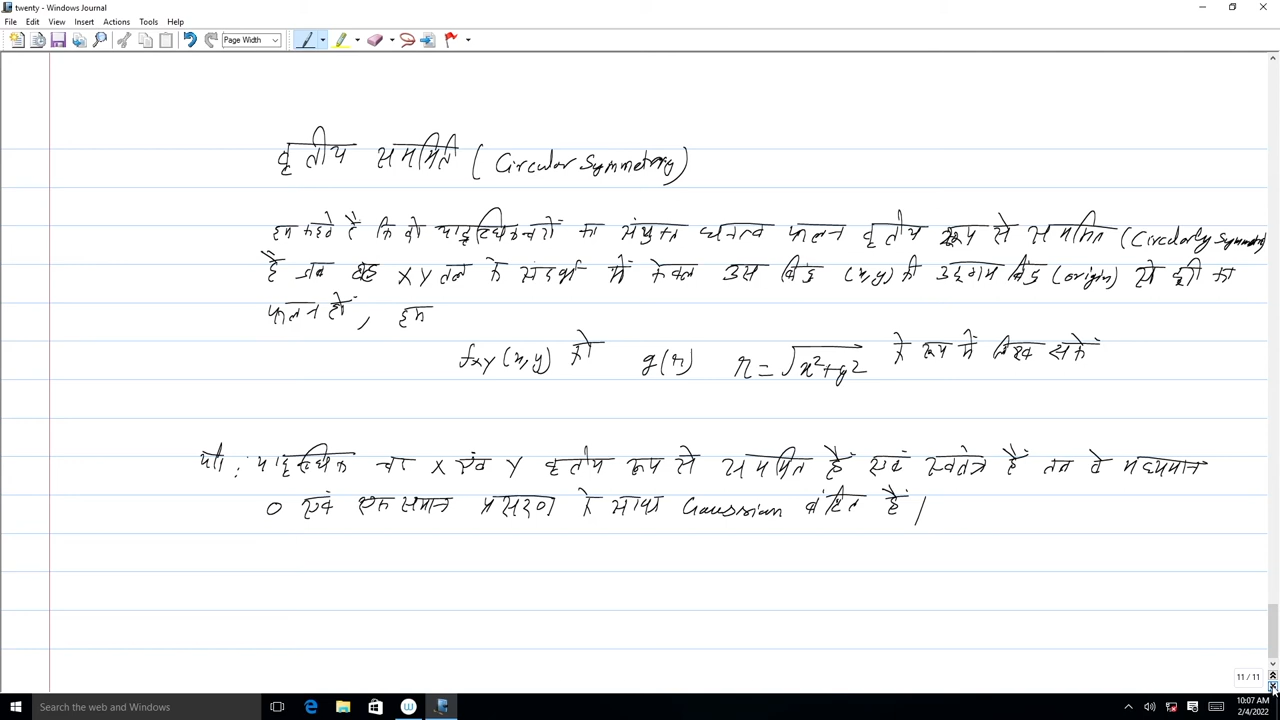 twenty - Windows Journal
File Edit View Insert Actions Tools Help
Page Width
वृतीय सममिति (Circular Symmetry)
हम कहते हैं कि दो यादृच्छिक चरों का संयुक्त घनत्व फलन वृतीय रूप से सममित (Circularly Symmetric)
है जब वह XY तल के संदर्भ में केवल उस बिंदु (x,y) की उद्गम बिंदु (origin) से दूरी का
फलन हो, हम
fxy (x,y) को g(r) r = √x²+y² के रूप में लिख सकें
यदि: यादृच्छिक चर X एवं Y वृतीय रूप से सममित हैं एवं स्वतंत्र हैं तब वे मध्यमान
0 एवं एक समान प्रसरण के साथ Gaussian बंटित हैं|
11 / 11
Search the web and Windows
10:07 AM
2/4/2022